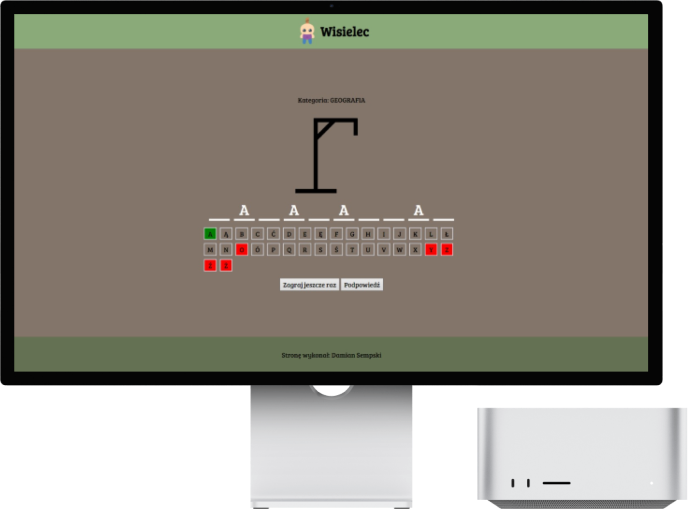 Wisielec
Kategoria: GEOGRAFIA
_ A _ A _ A _ _ A _
A Ą B C Ć D E Ę F G H I J K L Ł
M N O Ó P Q R S Ś T U V W X Y Z
Ż Ź
Zagraj jeszcze raz Podpowiedź
Stronę wykonał: Damian Sempski